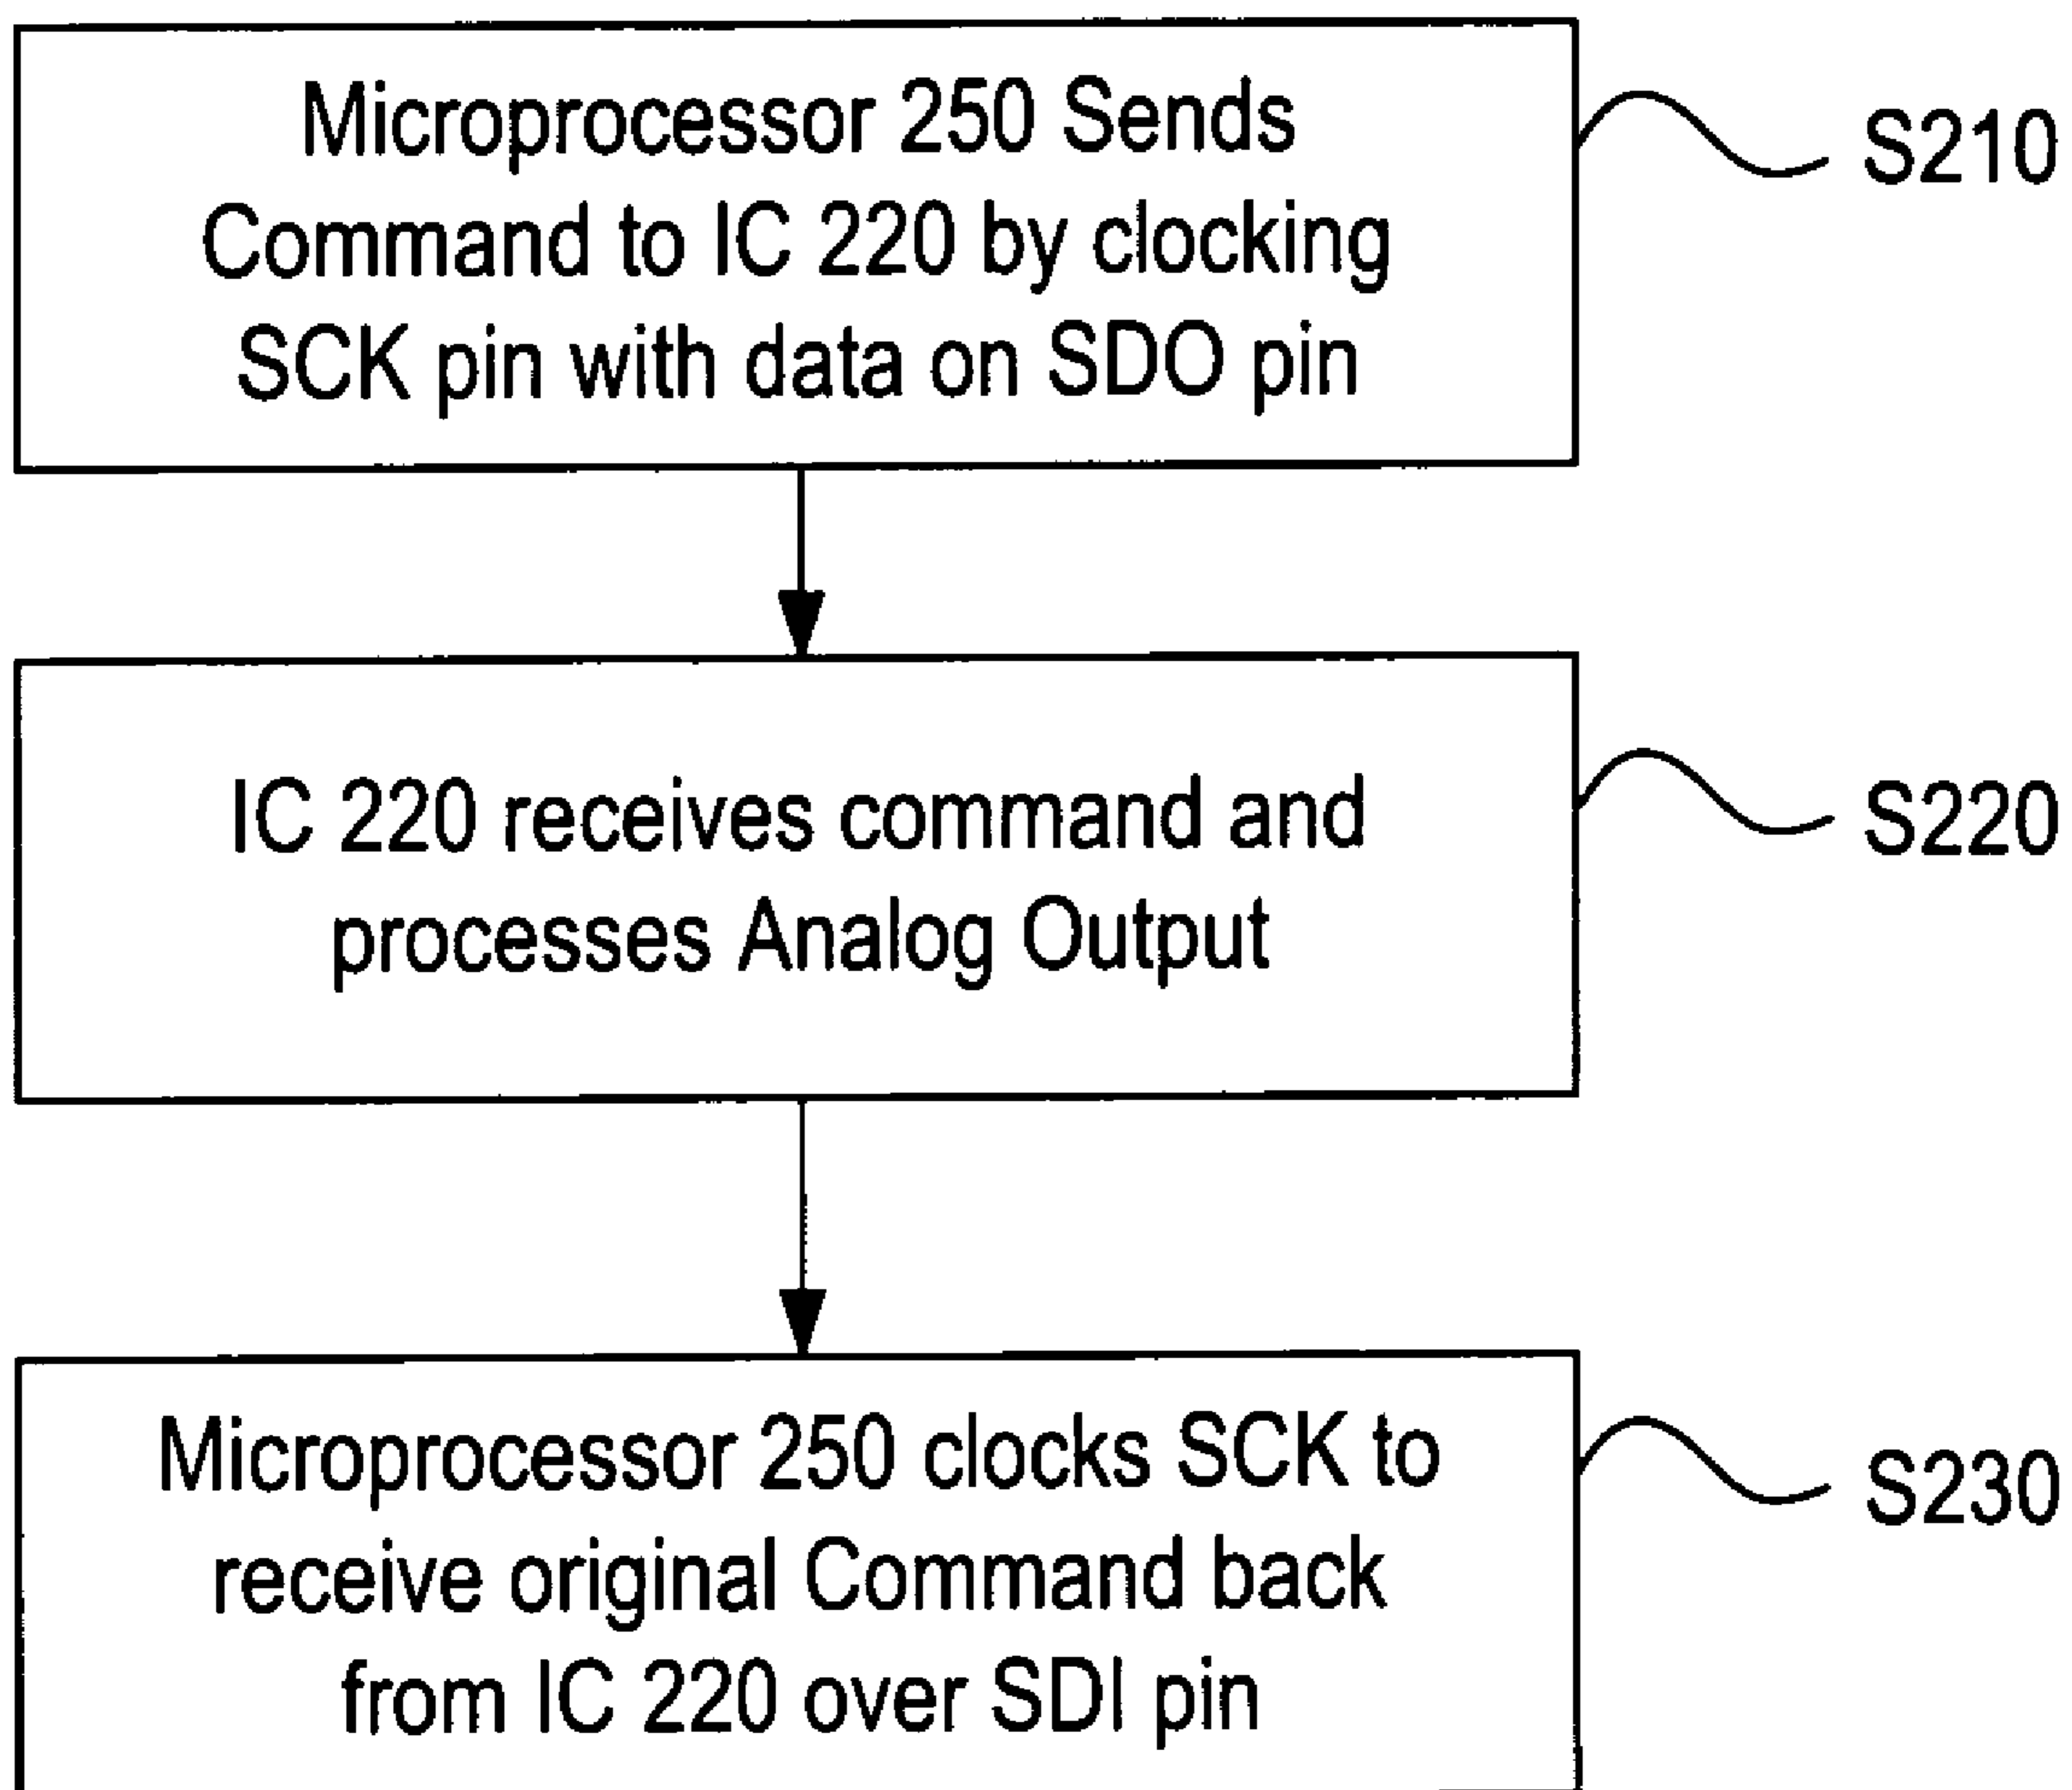 Microprocessor 250 Sends
Command to IC 220 by clocking
SCK pin with data on SDO pin
S210
IC 220 receives command and
processes Analog Output
S220
Microprocessor 250 clocks SCK to
receive original Command back
from IC 220 over SDI pin
S230